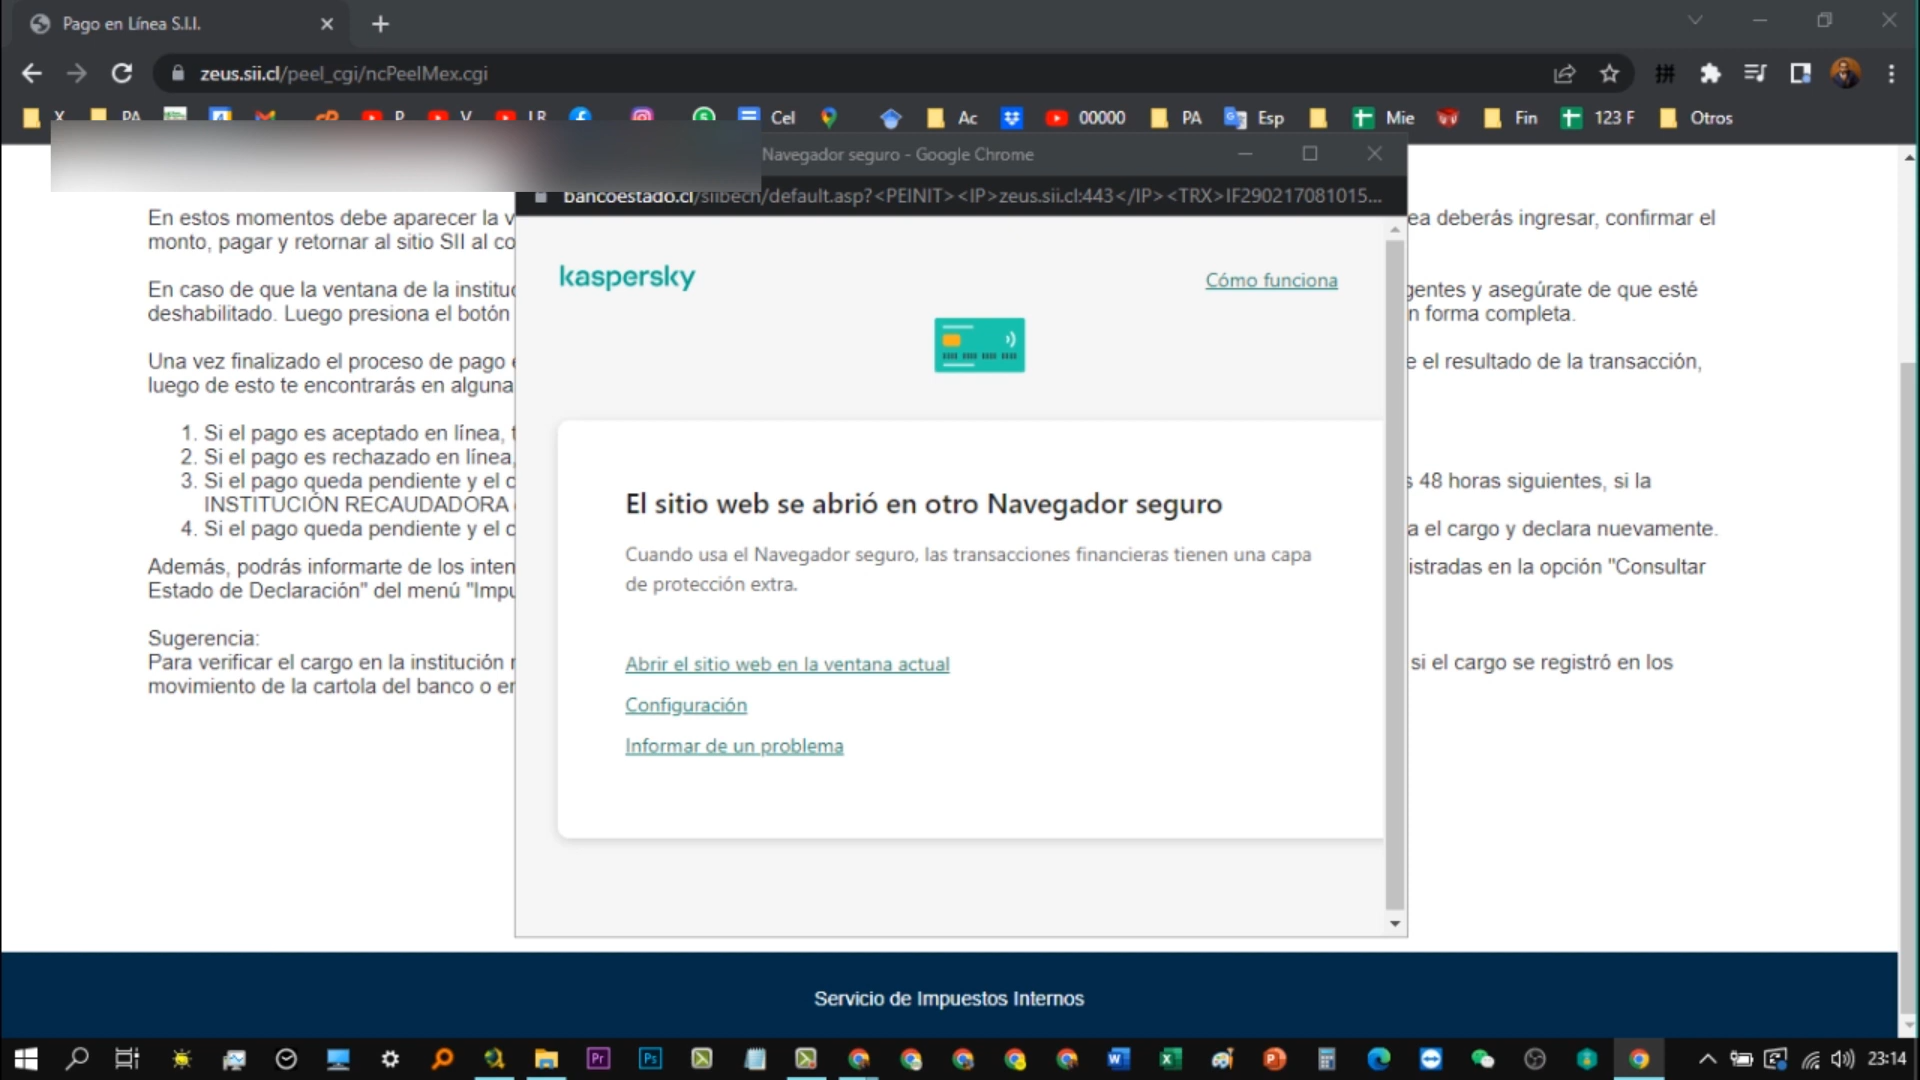 Pago en Línea S.I.I.
zeus.sii.cl/peel_cgi/ncPeelMex.cgi
X PA P V LR Cel Ac 00000 PA Esp Mie Fin 123 F Otros
Navegador seguro - Google Chrome
bancoestado.cl/siibech/default.asp?<PEINIT><IP>zeus.sii.cl:443</IP><TRX>IF290217081015...
En estos momentos debe aparecer la v ea deberás ingresar, confirmar el
monto, pagar y retornar al sitio SII al co
En caso de que la ventana de la instituc gentes y asegúrate de que esté
deshabilitado. Luego presiona el botón n forma completa.
Una vez finalizado el proceso de pago e e el resultado de la transacción,
luego de esto te encontrarás en alguna
1. Si el pago es aceptado en línea, t
2. Si el pago es rechazado en línea,
3. Si el pago queda pendiente y el c s 48 horas siguientes, si la
INSTITUCIÓN RECAUDADORA
4. Si el pago queda pendiente y el c a el cargo y declara nuevamente.
Además, podrás informarte de los inten istradas en la opción "Consultar
Estado de Declaración" del menú "Impu
Sugerencia:
Para verificar el cargo en la institución r si el cargo se registró en los
movimiento de la cartola del banco o en
kaspersky
Cómo funciona
El sitio web se abrió en otro Navegador seguro
Cuando usa el Navegador seguro, las transacciones financieras tienen una capa
de protección extra.
Abrir el sitio web en la ventana actual
Configuración
Informar de un problema
Servicio de Impuestos Internos
23:14